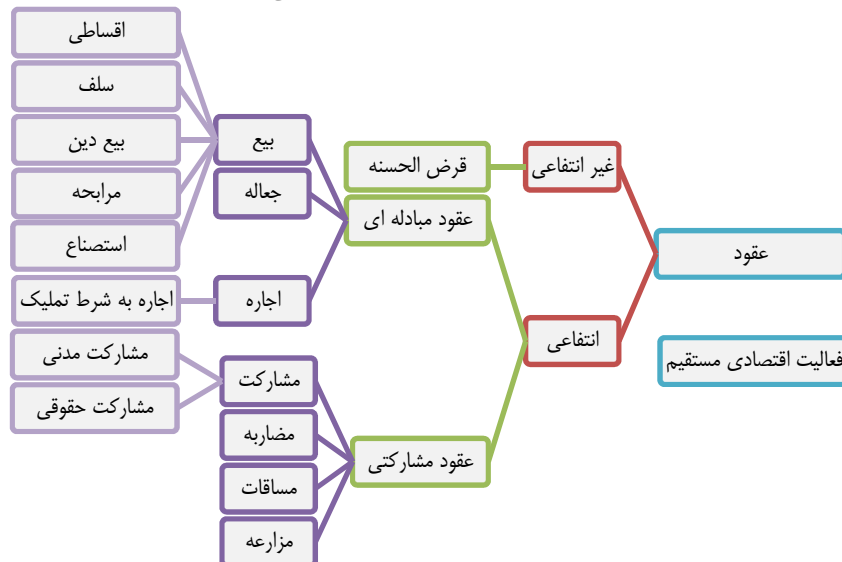 عقود
فعالیت اقتصادی مستقیم
غیر انتفاعی
انتفاعی
قرض الحسنه
عقود مبادله ای
عقود مشارکتی
بیع
جعاله
اجاره
مشارکت
مضاربه
مساقات
مزارعه
اقساطی
سلف
بیع دین
مرابحه
استصناع
اجاره به شرط تملیک
مشارکت مدنی
مشارکت حقوقی